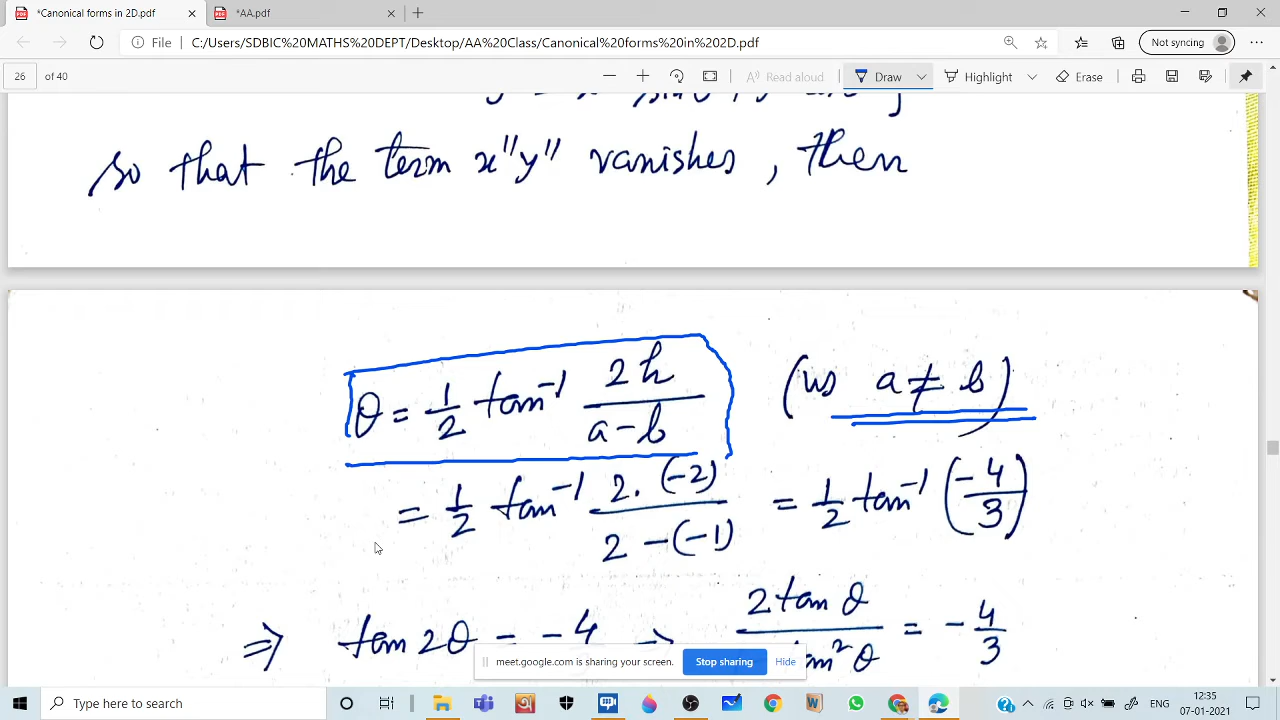 *Canonical forms in 2D.pdf
*AA.pdf
File
C:/Users/SDBIC%20MATHS%20DEPT/Desktop/AA%20Class/Canonical%20forms%20in%202D.pdf
Not syncing
26 of 40
Read aloud
Draw
Highlight
Erase
so that the term x''y'' vanishes, then
θ = 1/2 tan⁻¹ 2h/(a-b) (as a ≠ b)
= 1/2 tan⁻¹ 2.(-2)/(2-(-1)) = 1/2 tan⁻¹ (-4/3)
⇒ tan 2θ = -4 ⇒ 2tan θ/tan²θ = -4/3
meet.google.com is sharing your screen.
Stop sharing
Hide
Type here to search
ENG
12:35
07-01-2021